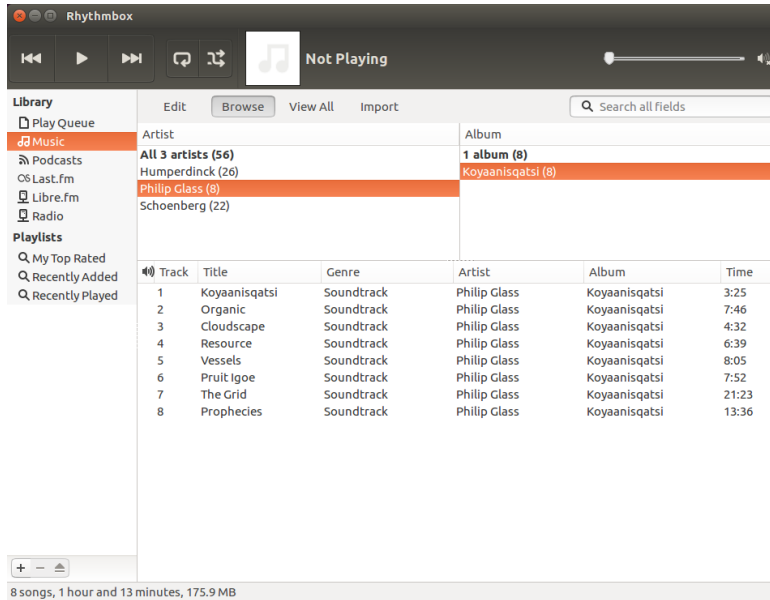 Rhythmbox
Not Playing
Library
Play Queue
Music
Podcasts
Last.fm
Libre.fm
Radio
Playlists
My Top Rated
Recently Added
Recently Played
Edit Browse View All Import Search all fields
Artist Album
All 3 artists (56) 1 album (8)
Humperdinck (26) Koyaanisqatsi (8)
Philip Glass (8)
Schoenberg (22)
Track Title Genre Artist Album Time
1 Koyaanisqatsi Soundtrack Philip Glass Koyaanisqatsi 3:25
2 Organic Soundtrack Philip Glass Koyaanisqatsi 7:46
3 Cloudscape Soundtrack Philip Glass Koyaanisqatsi 4:32
4 Resource Soundtrack Philip Glass Koyaanisqatsi 6:39
5 Vessels Soundtrack Philip Glass Koyaanisqatsi 8:05
6 Pruit Igoe Soundtrack Philip Glass Koyaanisqatsi 7:52
7 The Grid Soundtrack Philip Glass Koyaanisqatsi 21:23
8 Prophecies Soundtrack Philip Glass Koyaanisqatsi 13:36
8 songs, 1 hour and 13 minutes, 175.9 MB